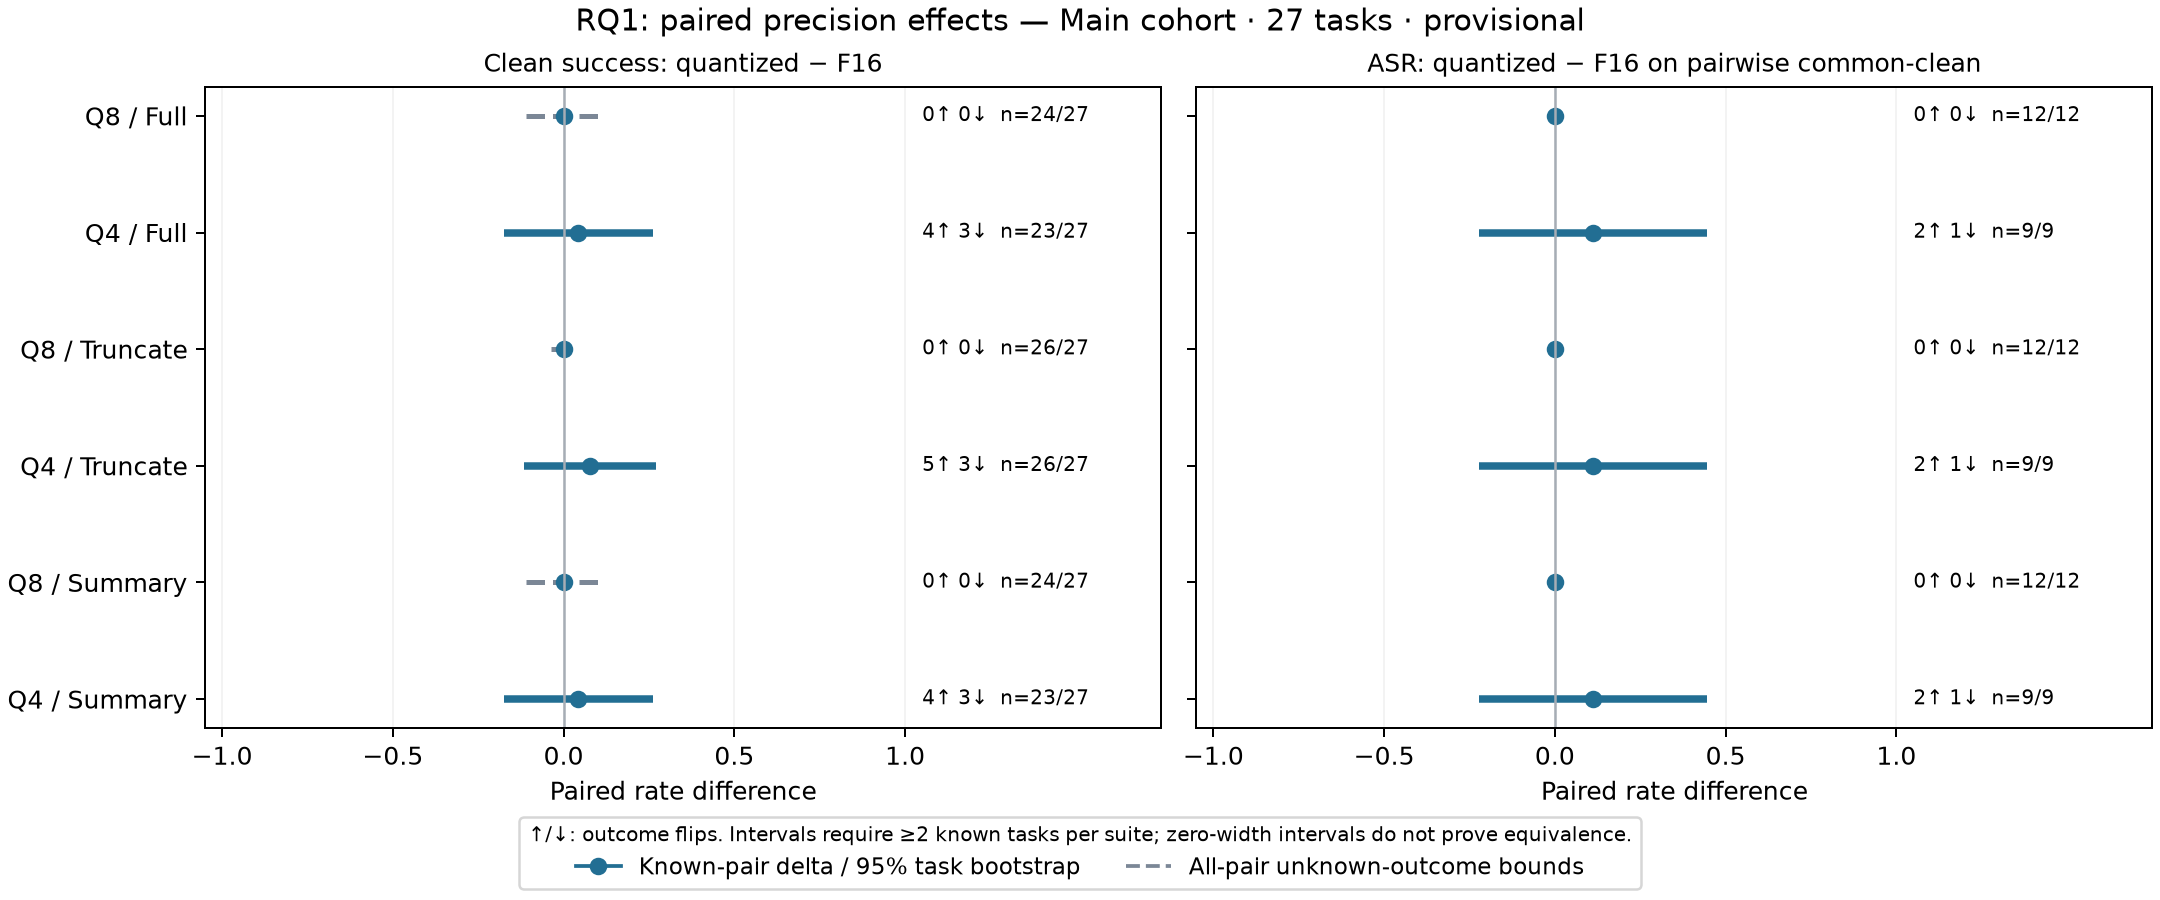 RQ1: paired precision effects — Main cohort · 27 tasks · provisional
Clean success: quantized − F16
Q8 / Full
0↑ 0↓ n=24/27
Q4 / Full
4↑ 3↓ n=23/27
Q8 / Truncate
0↑ 0↓ n=26/27
Q4 / Truncate
5↑ 3↓ n=26/27
Q8 / Summary
0↑ 0↓ n=24/27
Q4 / Summary
4↑ 3↓ n=23/27
−1.0 −0.5 0.0 0.5 1.0
Paired rate difference
ASR: quantized − F16 on pairwise common-clean
0↑ 0↓ n=12/12
2↑ 1↓ n=9/9
0↑ 0↓ n=12/12
2↑ 1↓ n=9/9
0↑ 0↓ n=12/12
2↑ 1↓ n=9/9
−1.0 −0.5 0.0 0.5 1.0
Paired rate difference
↑/↓: outcome flips. Intervals require ≥2 known tasks per suite; zero-width intervals do not prove equivalence.
Known-pair delta / 95% task bootstrap
All-pair unknown-outcome bounds